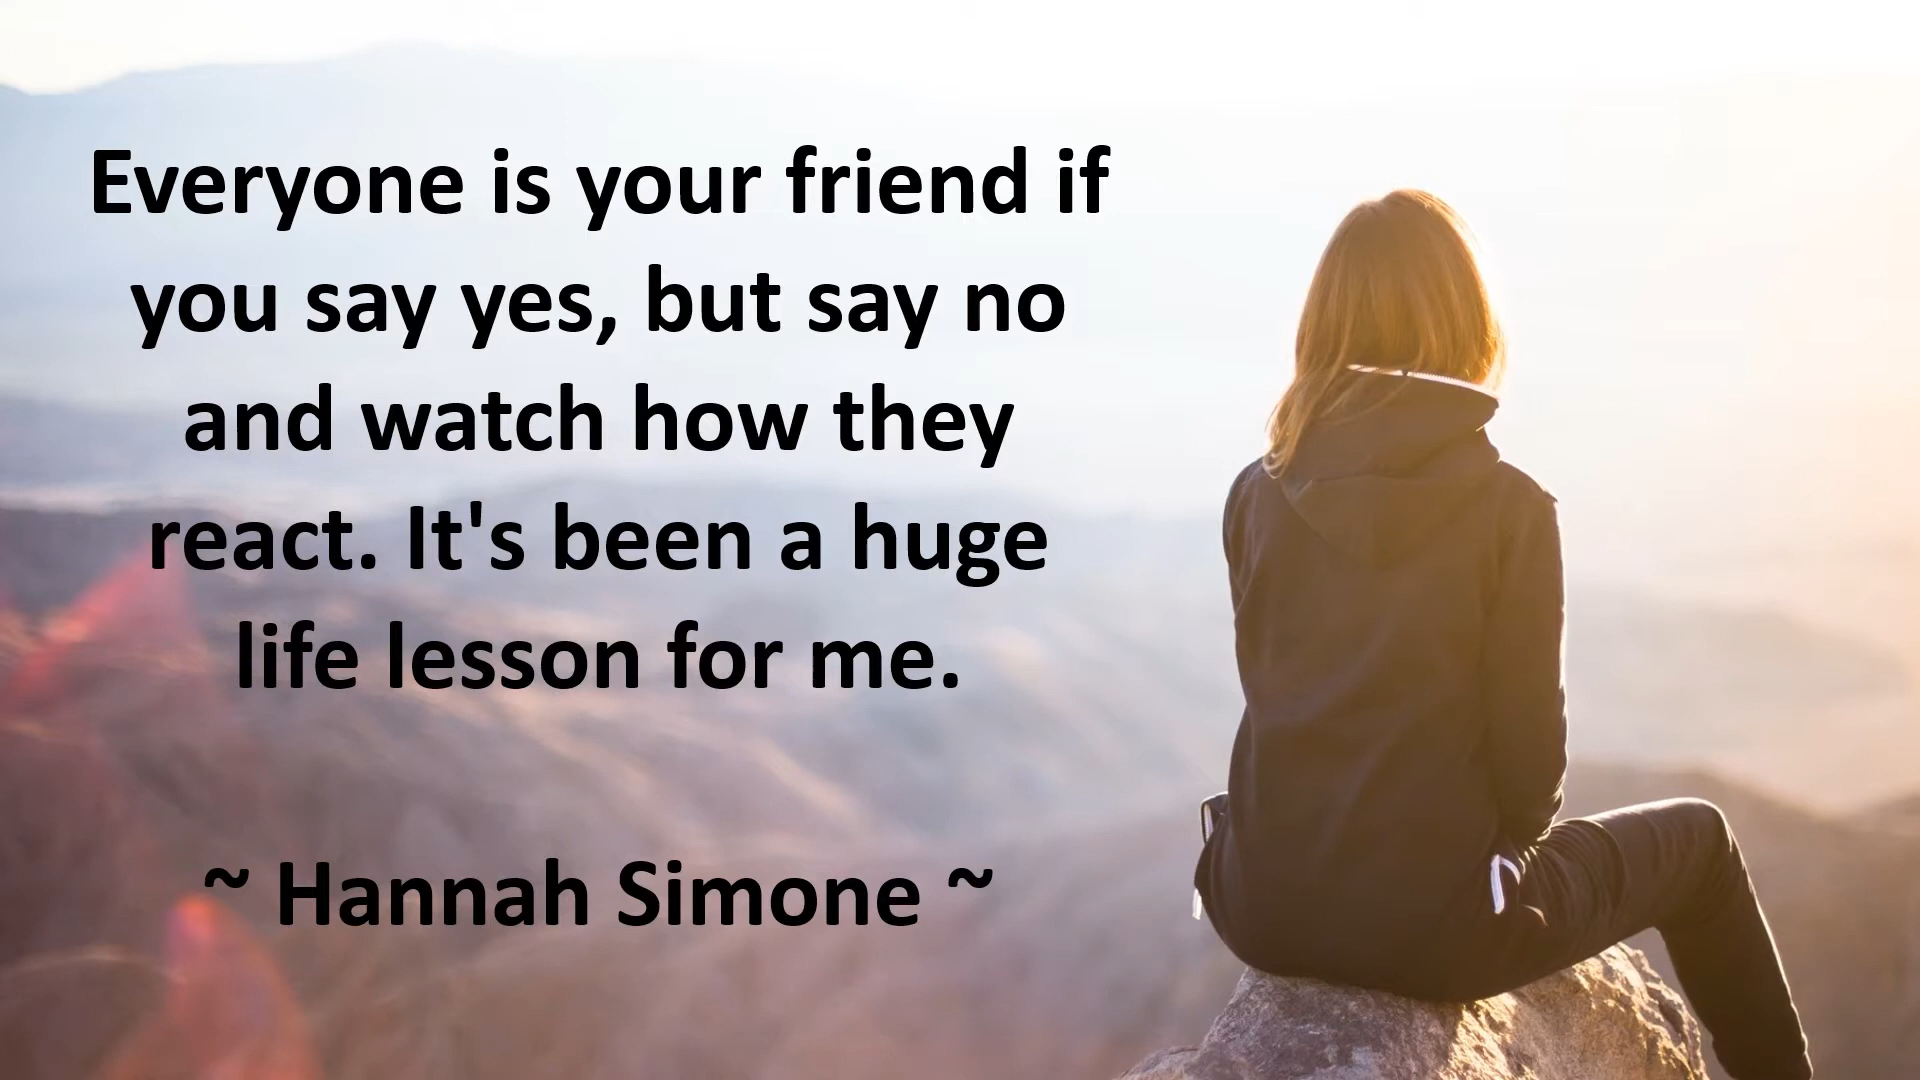 Everyone is your friend if
you say yes, but say no
and watch how they
react. It's been a huge
life lesson for me.
~ Hannah Simone ~